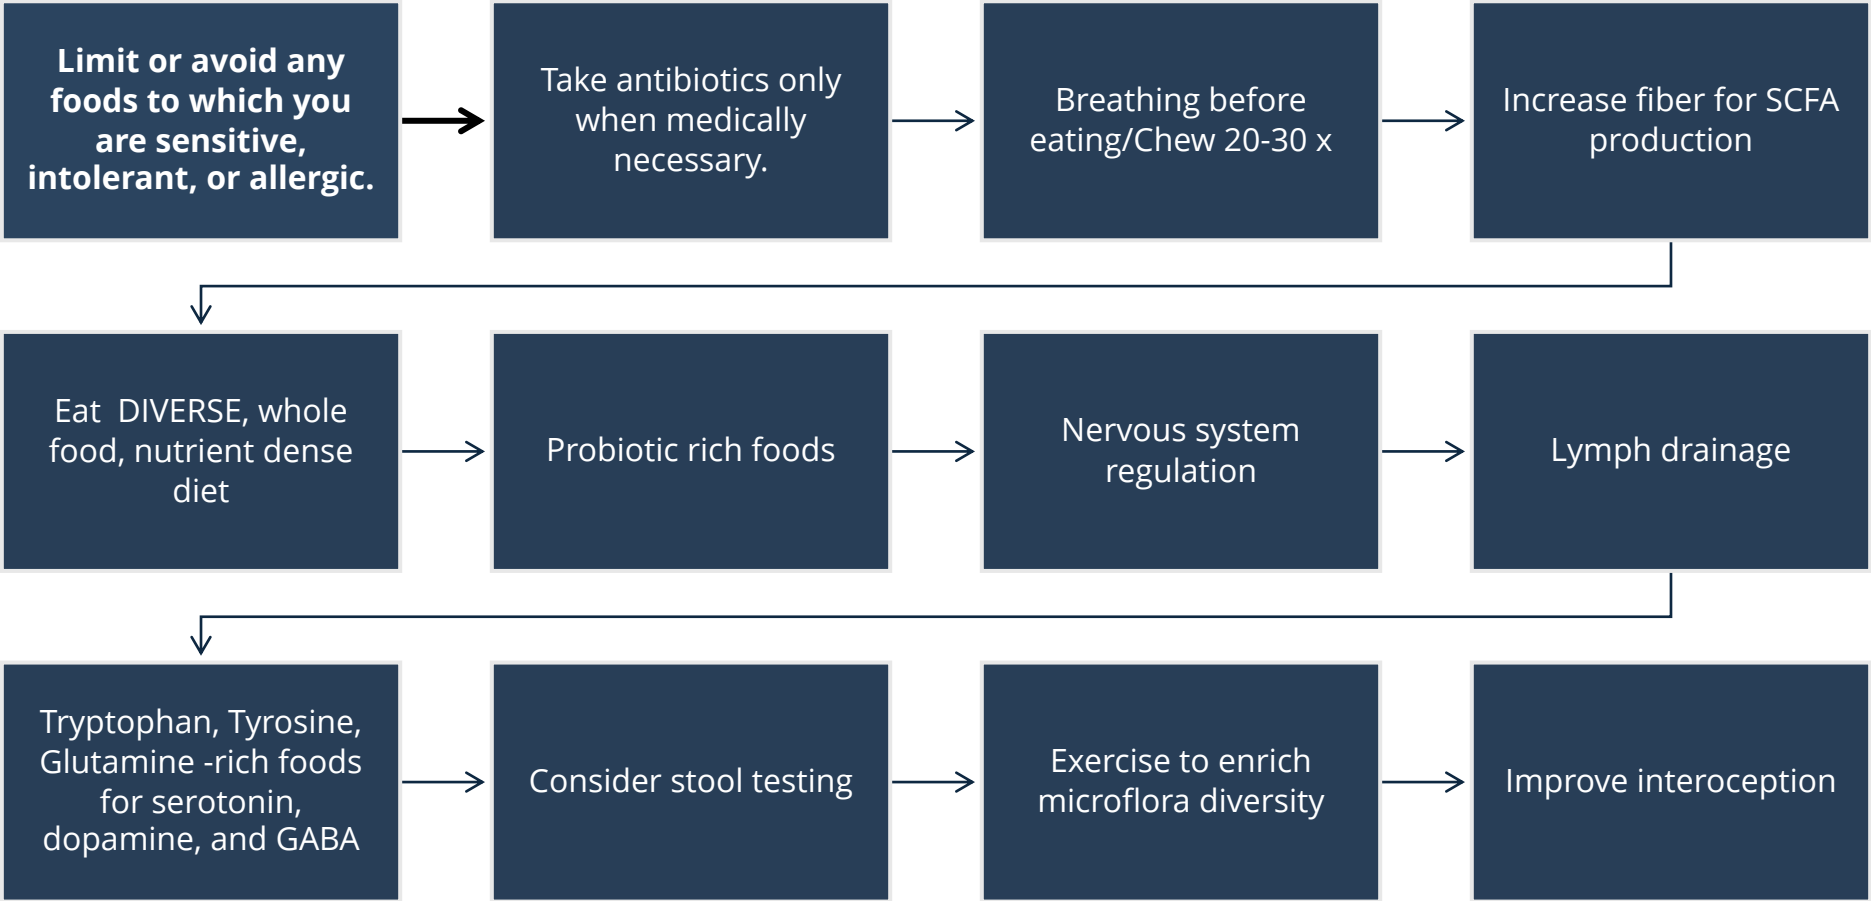 Limit or avoid any
foods to which you
are sensitive,
intolerant, or allergic.
Take antibiotics only
when medically
necessary.
Breathing before
eating/Chew 20-30 x
Increase fiber for SCFA
production
Eat  DIVERSE, whole
food, nutrient dense
diet
Probiotic rich foods
Nervous system
regulation
Lymph drainage
Tryptophan, Tyrosine,
Glutamine -rich foods
for serotonin,
dopamine, and GABA
Consider stool testing
Exercise to enrich
microflora diversity
Improve interoception